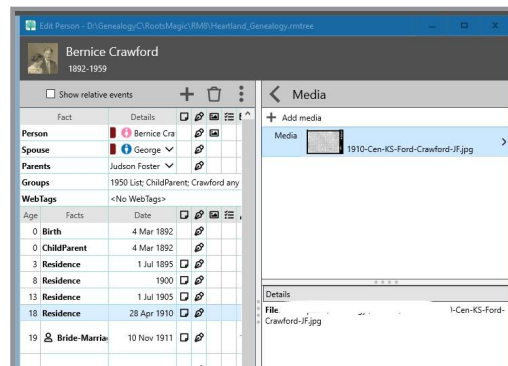 Edit Person - D:\GenealogyC\RootsMagic\RM8\Heartland_Genealogy.rmtree
Bernice Crawford
1892-1959
Show relative events
Media
Add media
Fact Details
Person Bernice Cra
Spouse George
Parents Judson Foster
Groups 1950 List; ChildParent; Crawford any
WebTags <No WebTags>
Age Facts Date
0 Birth 4 Mar 1892
0 ChildParent 4 Mar 1892
3 Residence 1 Jul 1895
8 Residence 1900
13 Residence 1 Jul 1905
18 Residence 28 Apr 1910
19 Bride-Marria 10 Nov 1911
Media 1910-Cen-KS-Ford-Crawford-JF.jpg
Details
File
)-Cen-KS-Ford-
Crawford-JF.jpg